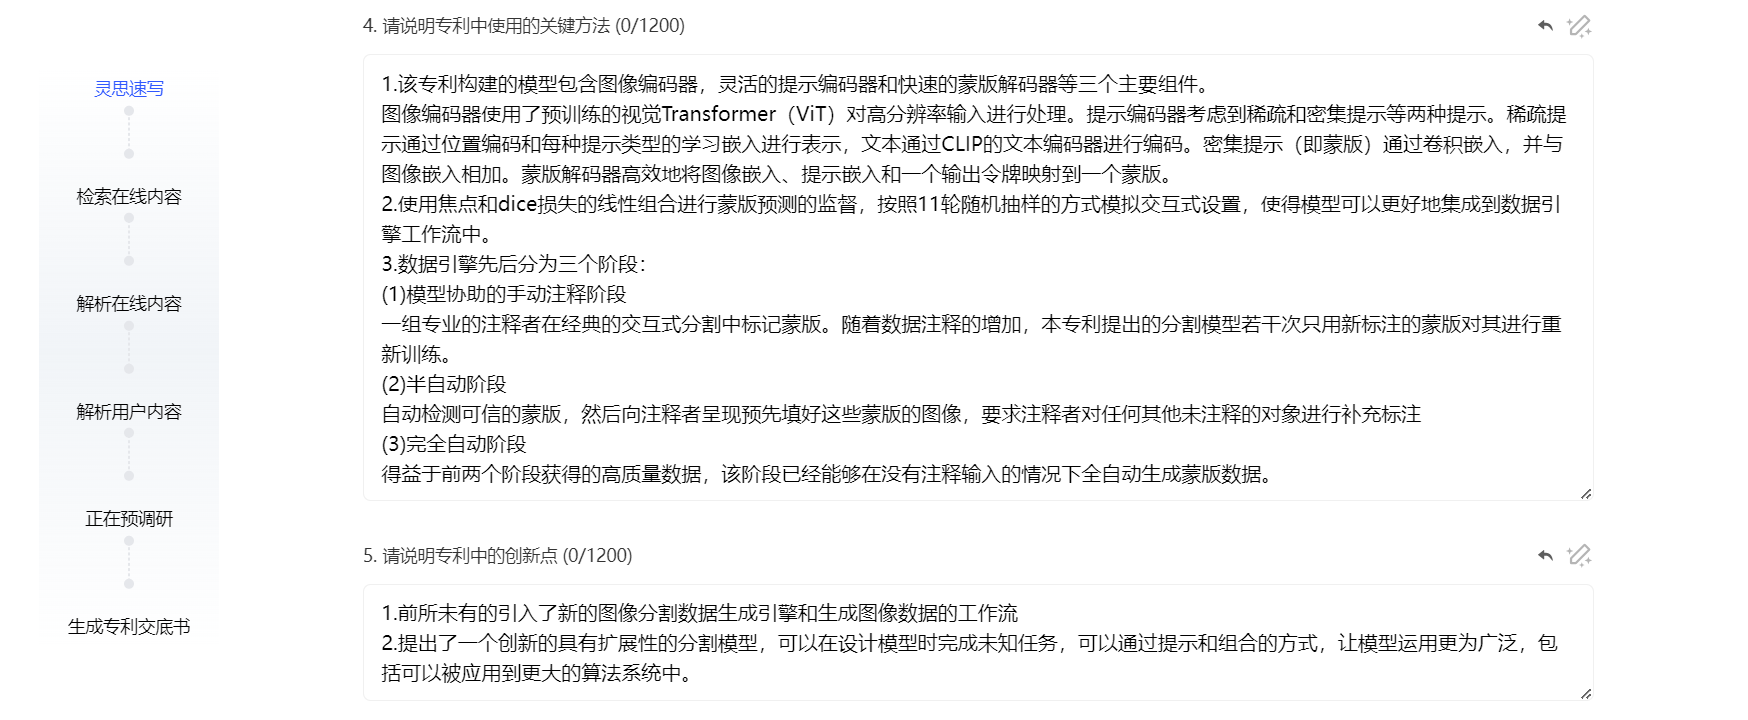 4. 请说明专利中使用的关键方法 (0/1200)
灵思速写
检索在线内容
解析在线内容
解析用户内容
正在预调研
生成专利交底书
1.该专利构建的模型包含图像编码器，灵活的提示编码器和快速的蒙版解码器等三个主要组件。
图像编码器使用了预训练的视觉Transformer（ViT）对高分辨率输入进行处理。提示编码器考虑到稀疏和密集提示等两种提示。稀疏提
示通过位置编码和每种提示类型的学习嵌入进行表示，文本通过CLIP的文本编码器进行编码。密集提示（即蒙版）通过卷积嵌入，并与
图像嵌入相加。蒙版解码器高效地将图像嵌入、提示嵌入和一个输出令牌映射到一个蒙版。
2.使用焦点和dice损失的线性组合进行蒙版预测的监督，按照11轮随机抽样的方式模拟交互式设置，使得模型可以更好地集成到数据引
擎工作流中。
3.数据引擎先后分为三个阶段：
(1)模型协助的手动注释阶段
一组专业的注释者在经典的交互式分割中标记蒙版。随着数据注释的增加，本专利提出的分割模型若干次只用新标注的蒙版对其进行重
新训练。
(2)半自动阶段
自动检测可信的蒙版，然后向注释者呈现预先填好这些蒙版的图像，要求注释者对任何其他未注释的对象进行补充标注
(3)完全自动阶段
得益于前两个阶段获得的高质量数据，该阶段已经能够在没有注释输入的情况下全自动生成蒙版数据。
5. 请说明专利中的创新点 (0/1200)
1.前所未有的引入了新的图像分割数据生成引擎和生成图像数据的工作流
2.提出了一个创新的具有扩展性的分割模型，可以在设计模型时完成未知任务，可以通过提示和组合的方式，让模型运用更为广泛，包
括可以被应用到更大的算法系统中。